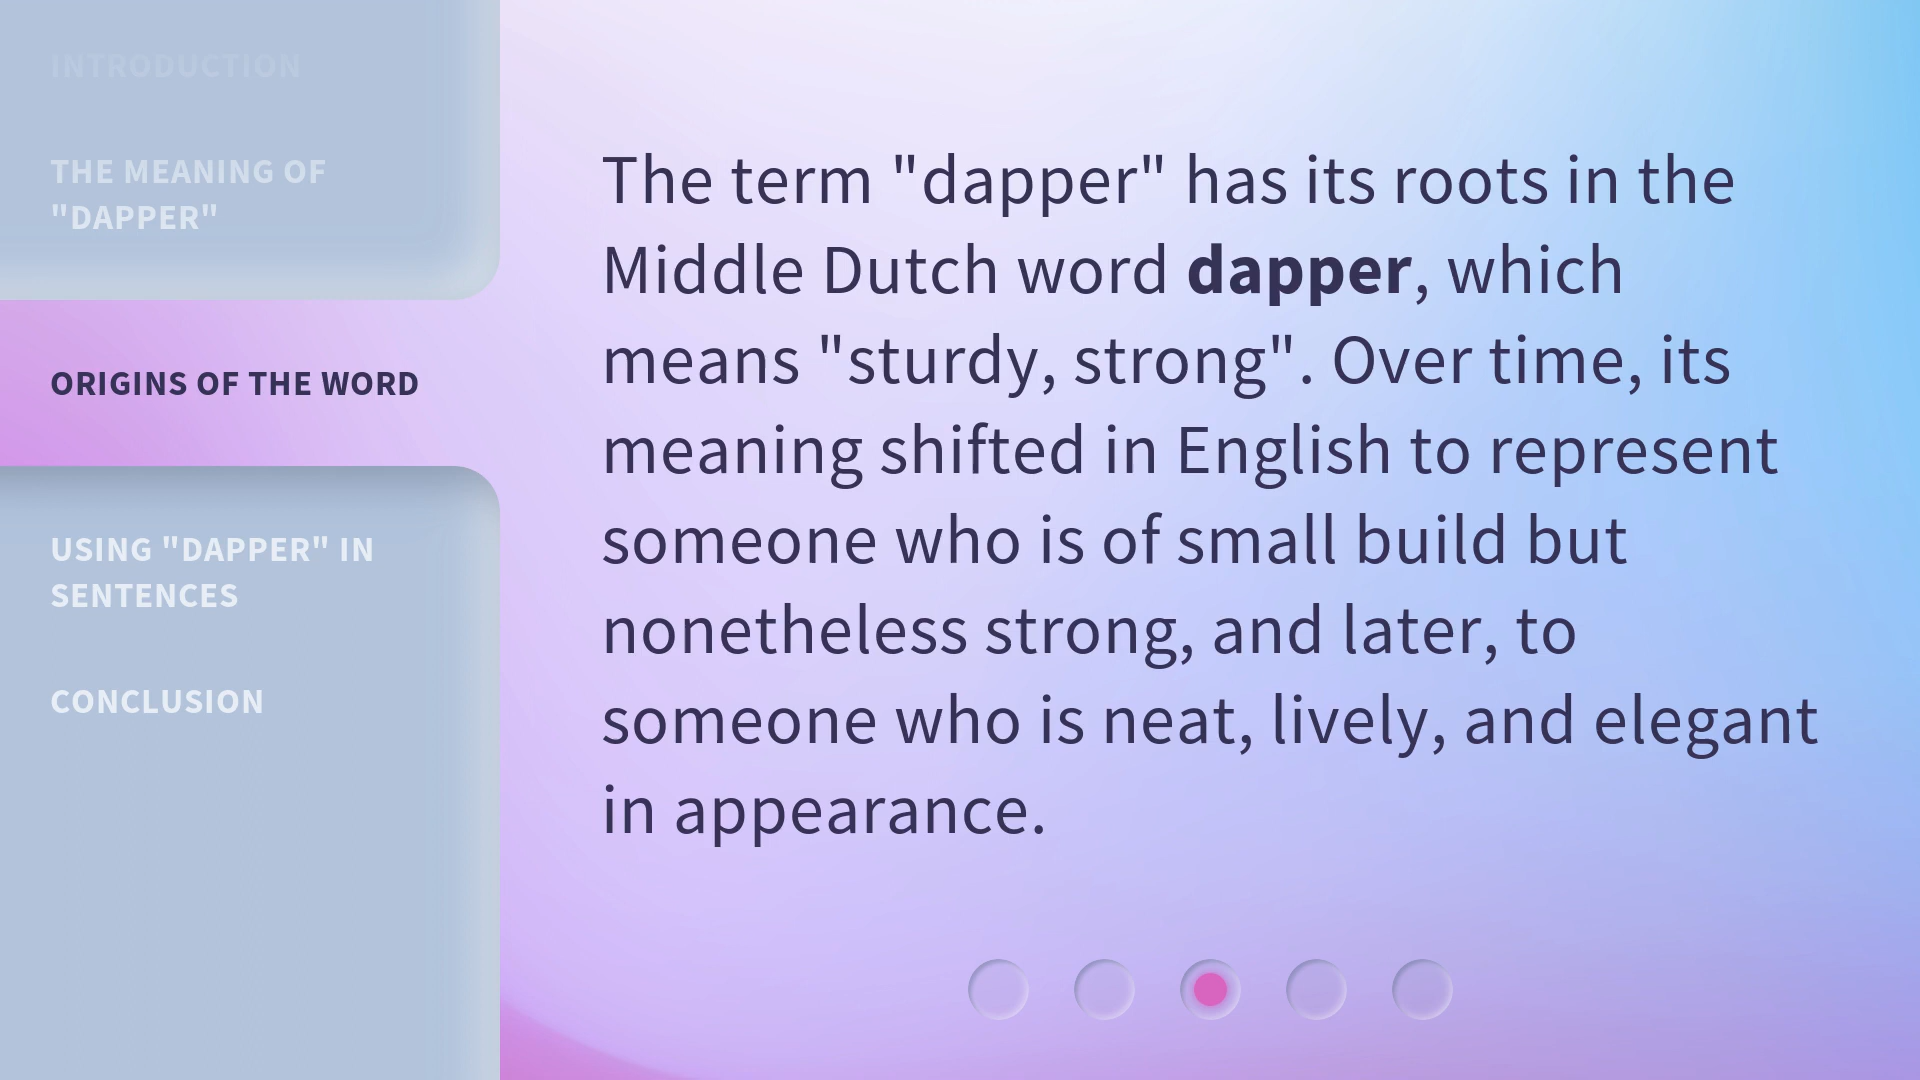 INTRODUCTION
THE MEANING OF
"DAPPER"
ORIGINS OF THE WORD
USING "DAPPER" IN
SENTENCES
CONCLUSION
The term "dapper" has its roots in the
Middle Dutch word dapper, which
means "sturdy, strong". Over time, its
meaning shifted in English to represent
someone who is of small build but
nonetheless strong, and later, to
someone who is neat, lively, and elegant
in appearance.